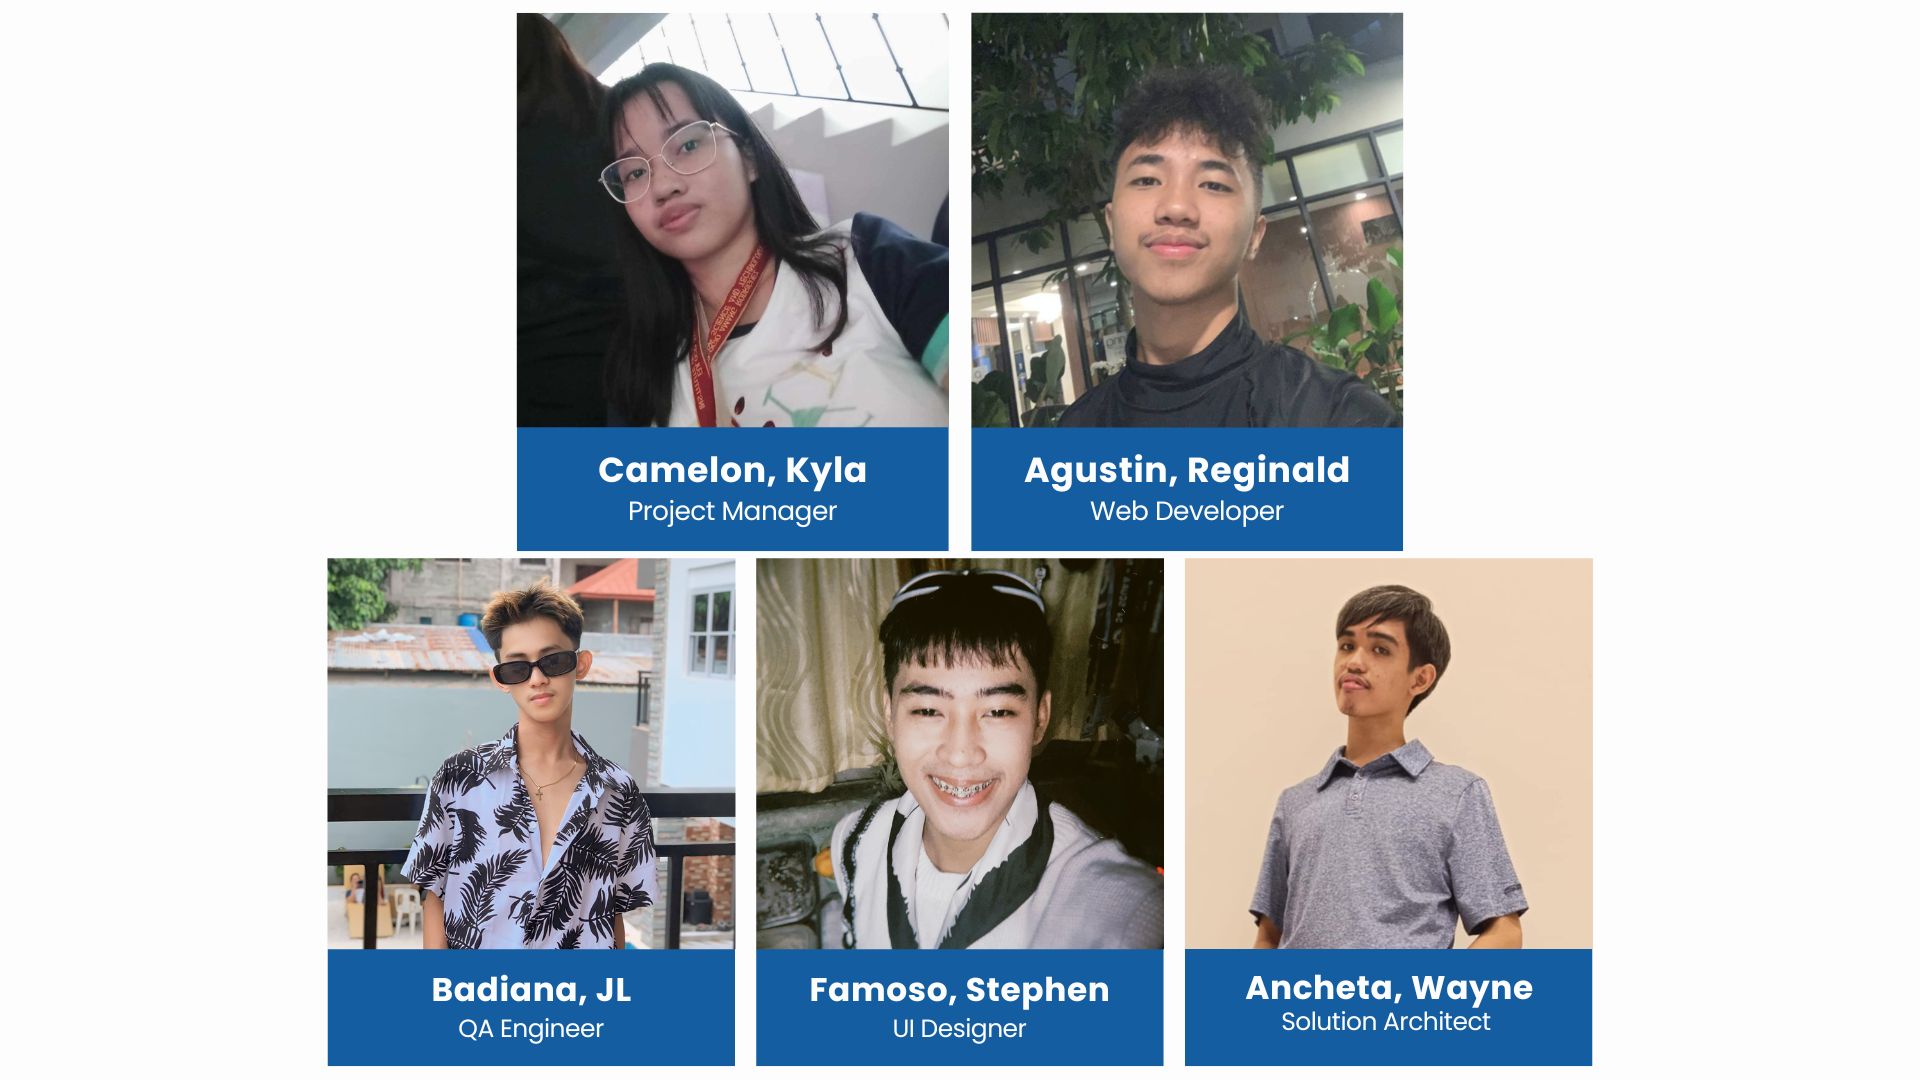 Camelon, Kyla
Project Manager
Agustin, Reginald
Web Developer
Badiana, JL
QA Engineer
Famoso, Stephen
UI Designer
Ancheta, Wayne
Solution Architect